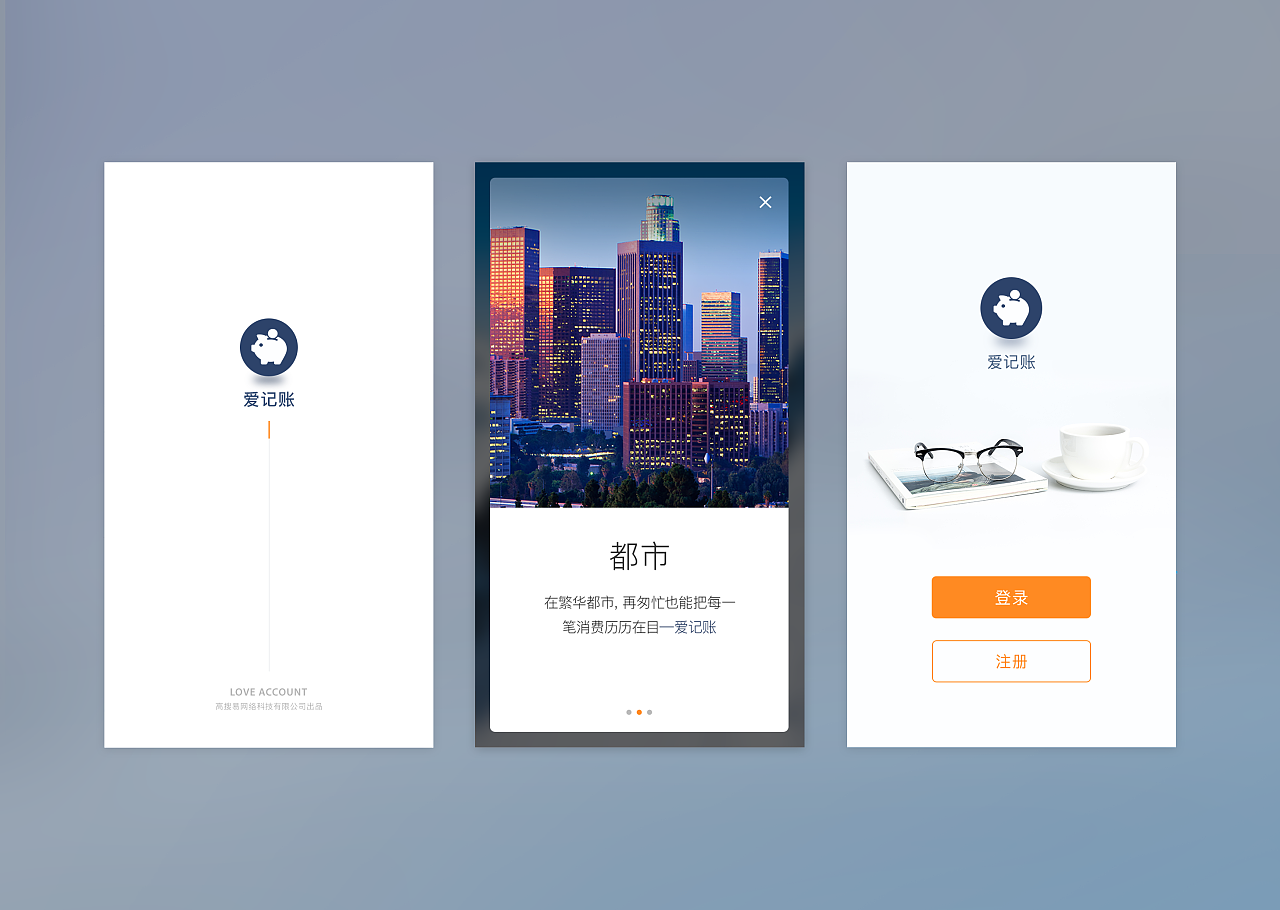 爱记账
LOVE ACCOUNT
高搜易网络科技有限公司出品
都市
在繁华都市, 再匆忙也能把每一
笔消费历历在目—爱记账
爱记账
登录
注册